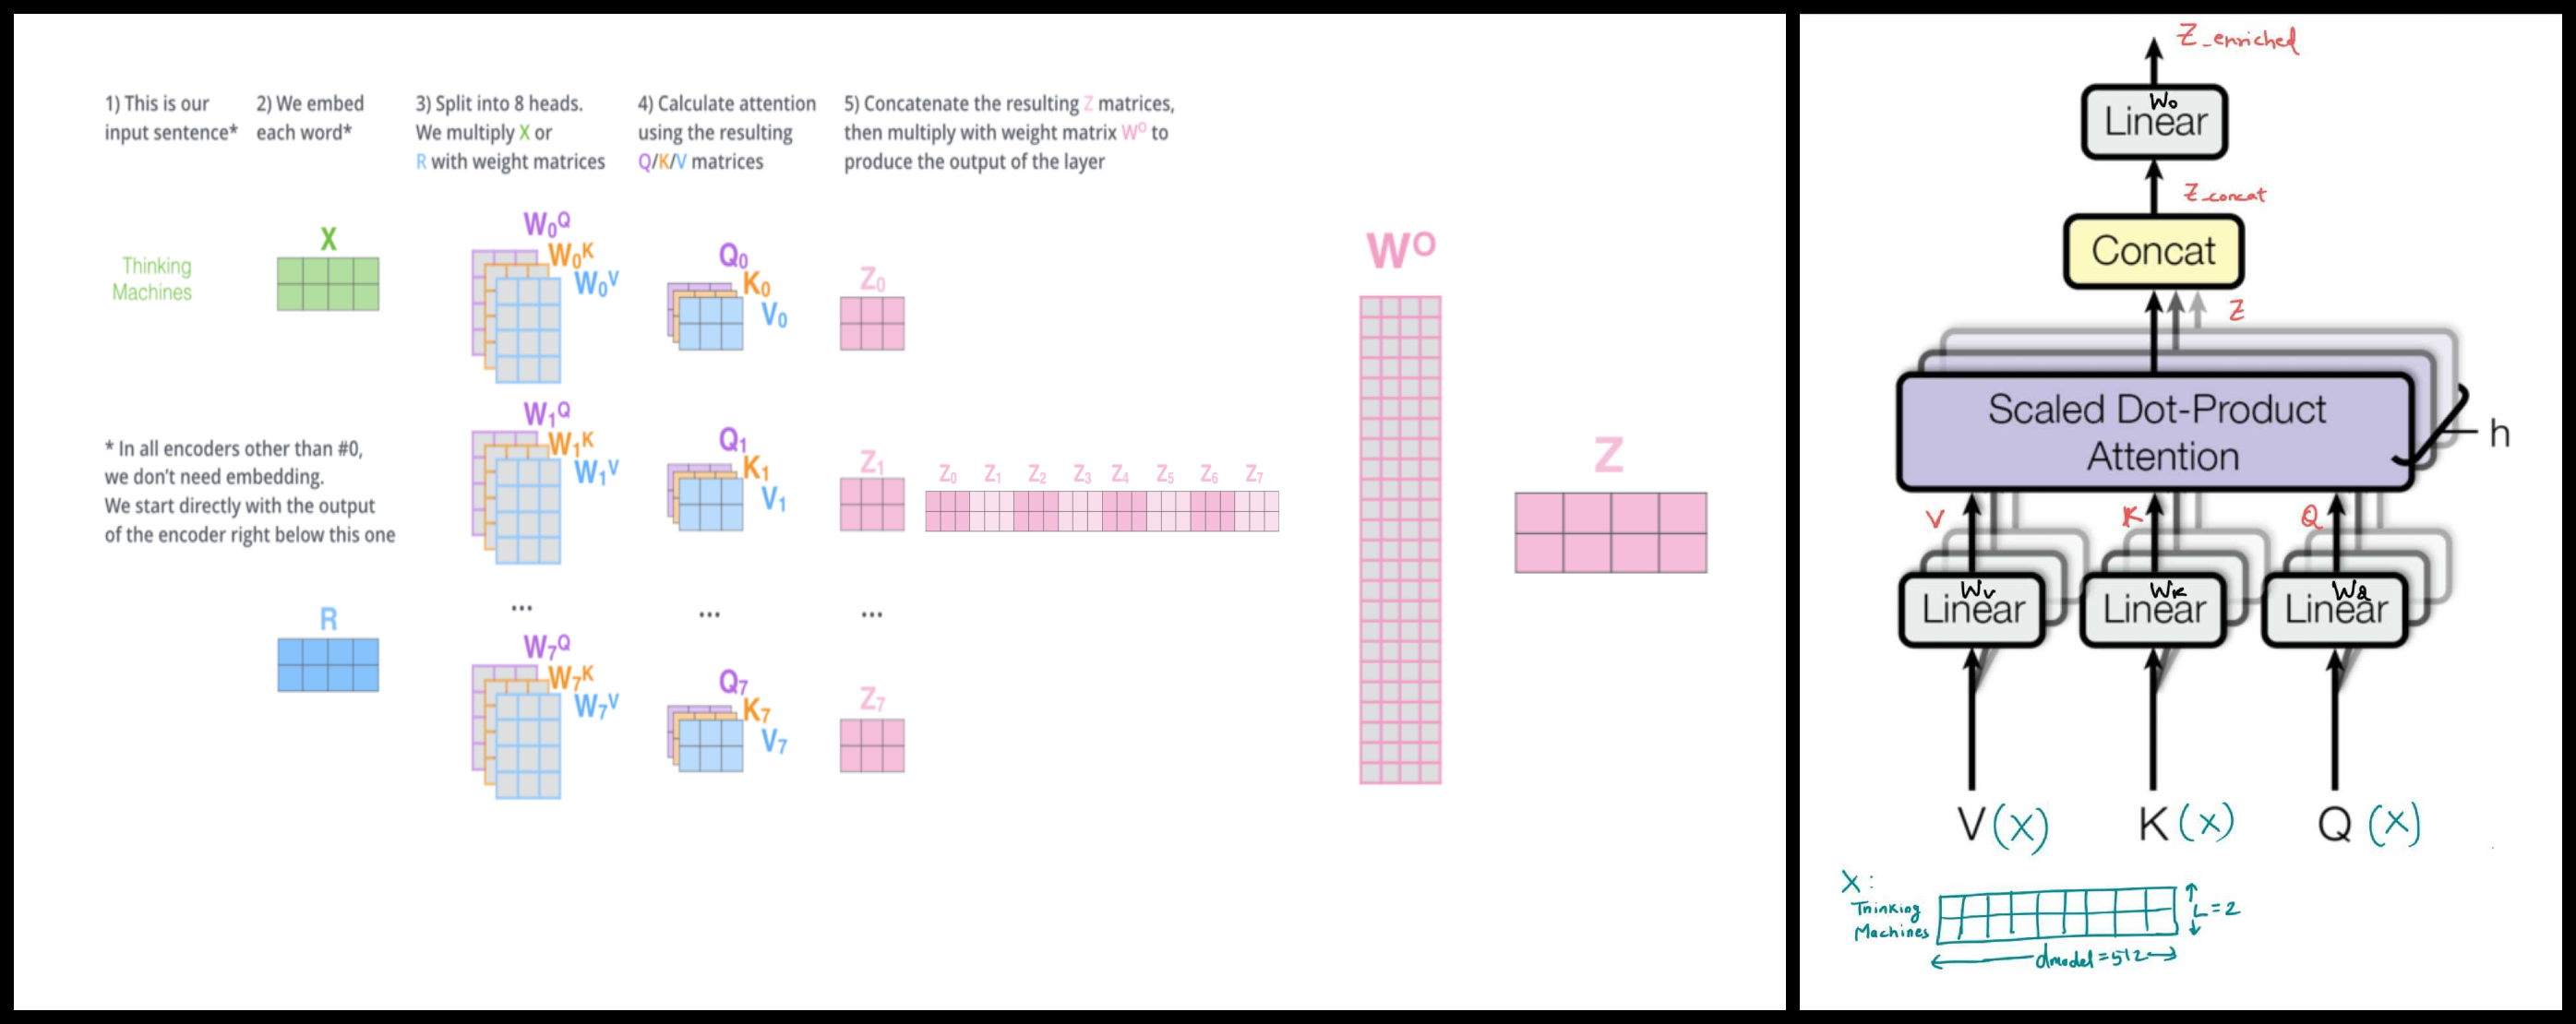 1) This is our
input sentence*
2) We embed
each word*
3) Split into 8 heads.
We multiply X or
R with weight matrices
4) Calculate attention
using the resulting
Q/K/V matrices
5) Concatenate the resulting Z matrices,
then multiply with weight matrix W^O to
produce the output of the layer
Thinking
Machines
X
W₀^Q
W₀^K
W₀^V
Q₀
K₀
V₀
Z₀
* In all encoders other than #0,
we don't need embedding.
We start directly with the output
of the encoder right below this one
W₁^Q
W₁^K
W₁^V
Q₁
K₁
V₁
Z₁
Z₀ Z₁ Z₂ Z₃ Z₄ Z₅ Z₆ Z₇
W^O
Z
R
... ... ...
W₇^Q
W₇^K
W₇^V
Q₇
K₇
V₇
Z₇
Z_enriched
Wo
Linear
Z_concat
Concat
Z
Scaled Dot-Product
Attention
h
V K Q
Wv Wk WQ
Linear Linear Linear
V (X) K (X) Q (X)
X:
Thinking
Machines
L=2
dmodel=512